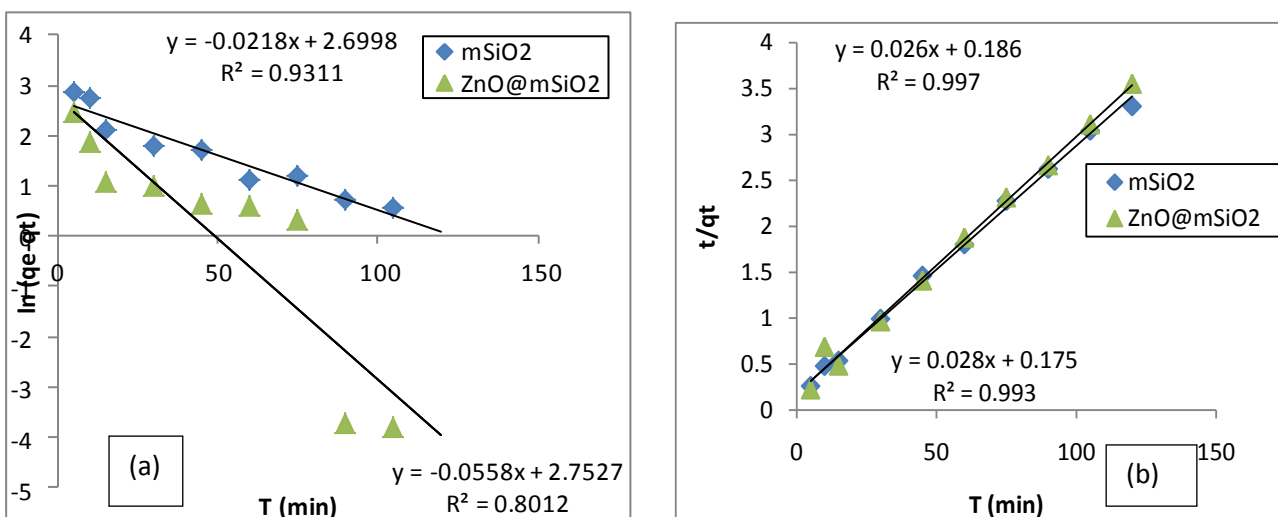 y = -0.0218x + 2.6998
R² = 0.9311
mSiO2
ZnO@mSiO2
4
3
2
1
0
-1
-2
-3
-4
-5
0
50
100
150
ln (qe-qt)
T (min)
(a)
y = -0.0558x + 2.7527
R² = 0.8012
y = 0.026x + 0.186
R² = 0.997
mSiO2
ZnO@mSiO2
4
3.5
3
2.5
2
1.5
1
0.5
0
0
50
100
150
t/qt
T (min)
(b)
y = 0.028x + 0.175
R² = 0.993